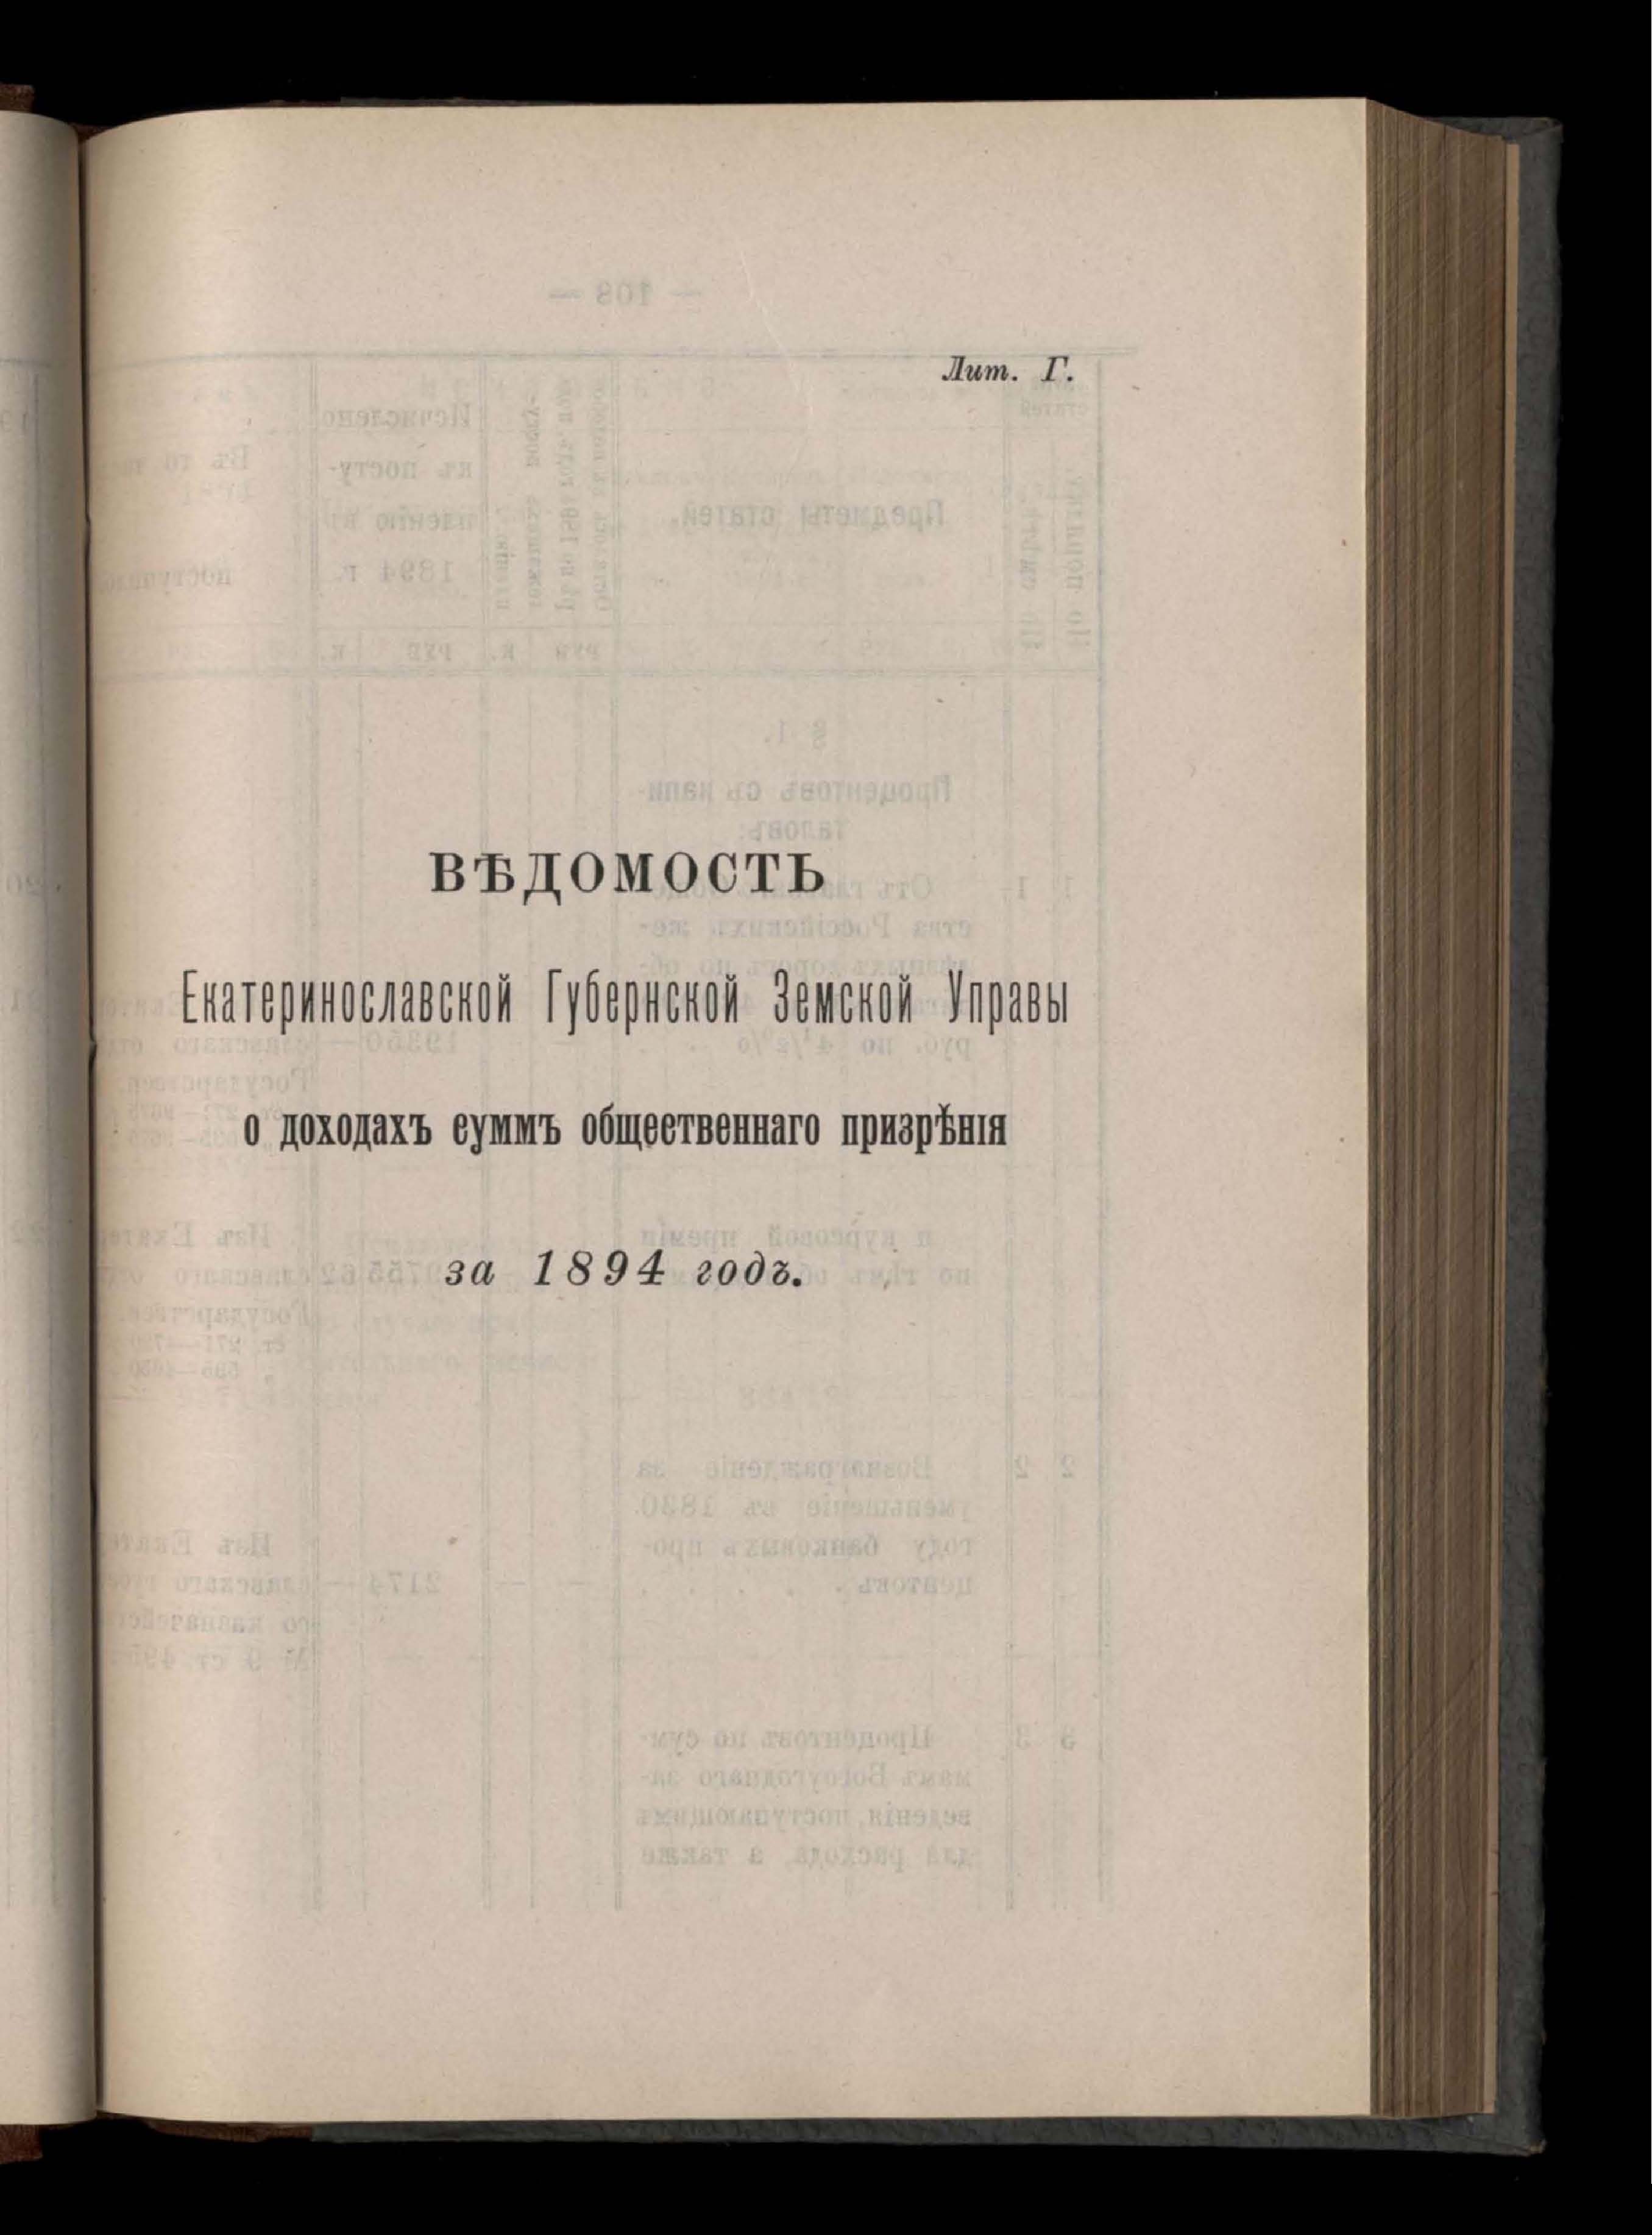 Лит. Г.
ВѢДОМОСТЬ
Екатеринославской Губернской Земской Управы
о доходахъ суммъ общественнаго призрѣнія
за 1894 годъ.